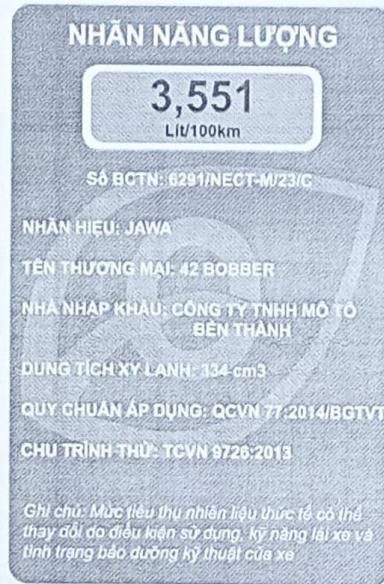 NHÃN NĂNG LƯỢNG
3,551
Lít/100km
Số BCTN: 6291/NECT-M/23/C
NHÃN HIỆU: JAWA
TÊN THƯƠNG MẠI: 42 BOBBER
NHÀ NHẬP KHẨU: CÔNG TY TNHH MÔ TÔ
BẾN THÀNH
DUNG TÍCH XY LANH: 334 cm3
QUY CHUẨN ÁP DỤNG: QCVN 77:2014/BGTVT
CHU TRÌNH THỬ: TCVN 9726:2013
Ghi chú: Mức tiêu thụ nhiên liệu thực tế có thể
thay đổi do điều kiện sử dụng, kỹ năng lái xe và
tình trạng bảo dưỡng kỹ thuật của xe